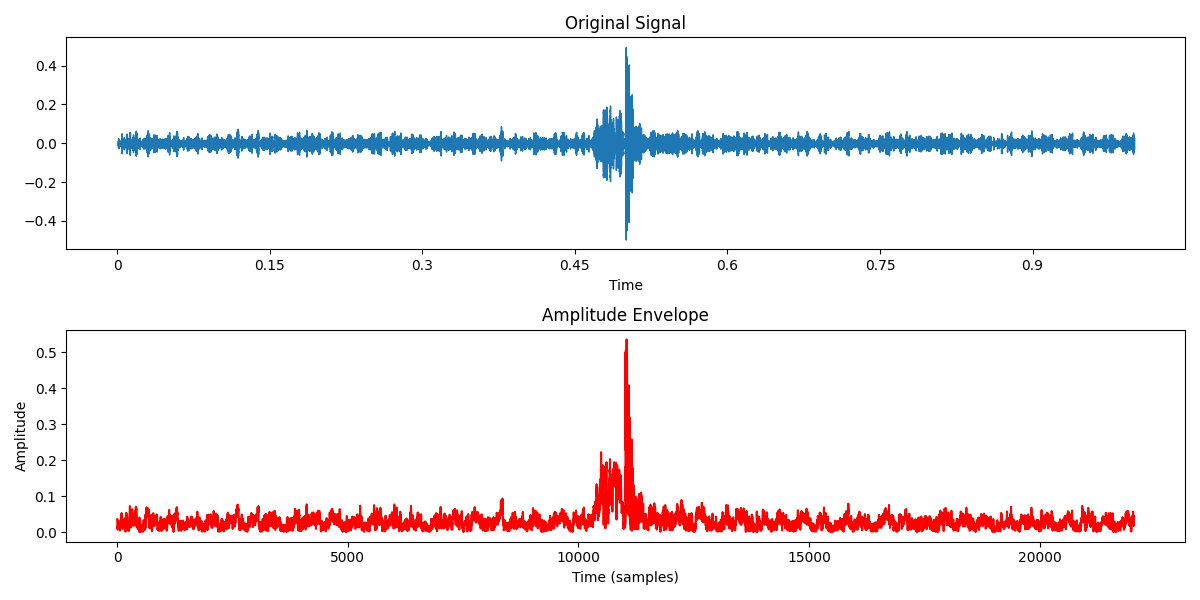 Original Signal
0.4
0.2
0.0
−0.2
−0.4
0 0.15 0.3 0.45 0.6 0.75 0.9
Time
Amplitude Envelope
0.5
0.4
0.3
0.2
0.1
0.0
Amplitude
0 5000 10000 15000 20000
Time (samples)